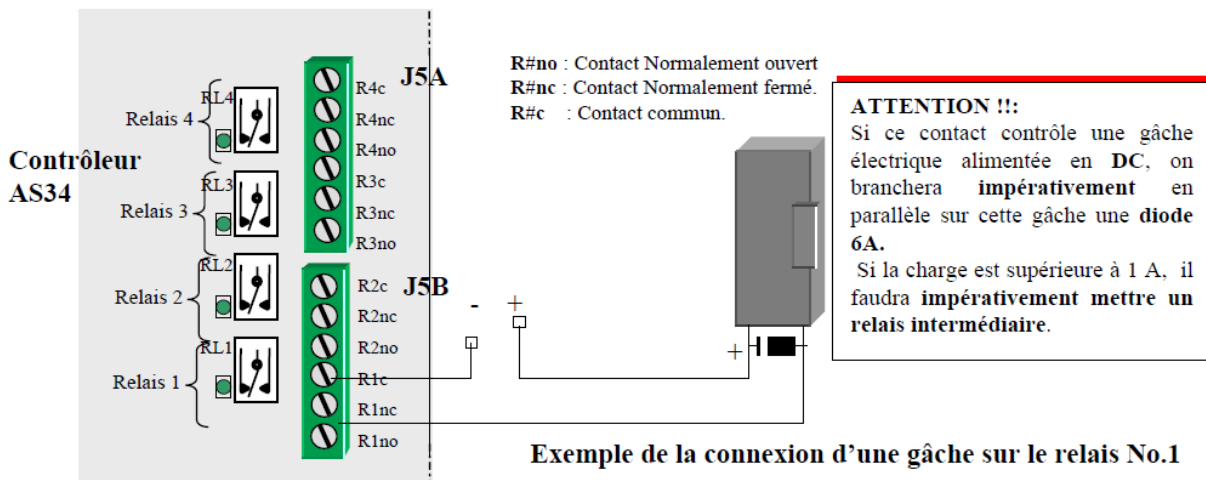 Contrôleur
AS34
Relais 4
RL4
Relais 3
RL3
Relais 2
RL2
Relais 1
RL1
J5A
R4c
R4nc
R4no
R3c
R3nc
R3no
J5B
R2c
R2nc
R2no
R1c
R1nc
R1no
R#no : Contact Normalement ouvert
R#nc : Contact Normalement fermé.
R#c : Contact commun.
- +
+
ATTENTION !!:
Si ce contact contrôle une gâche
électrique alimentée en DC, on
branchera impérativement en
parallèle sur cette gâche une diode
6A.
Si la charge est supérieure à 1 A, il
faudra impérativement mettre un
relais intermédiaire.
Exemple de la connexion d’une gâche sur le relais No.1